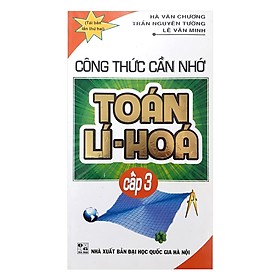 HÀ VĂN CHƯƠNG
TRẦN NGUYÊN TƯỜNG
LÊ VĂN MINH
(Tái bản
lần thứ hai)
CÔNG THỨC CẦN NHỚ
TOÁN
LÍ-HOÁ
cấp 3
NHÀ XUẤT BẢN ĐẠI HỌC QUỐC GIA HÀ NỘI